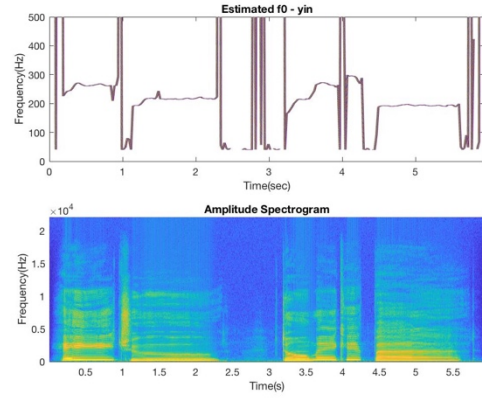 Estimated f0 - yin
500
400
300
200
100
0
Frequency(Hz)
0 1 2 3 4 5
Time(sec)
Amplitude Spectrogram
×10⁴
2
1.5
1
0.5
0
Frequency(Hz)
0.5 1 1.5 2 2.5 3 3.5 4 4.5 5 5.5
Time(s)